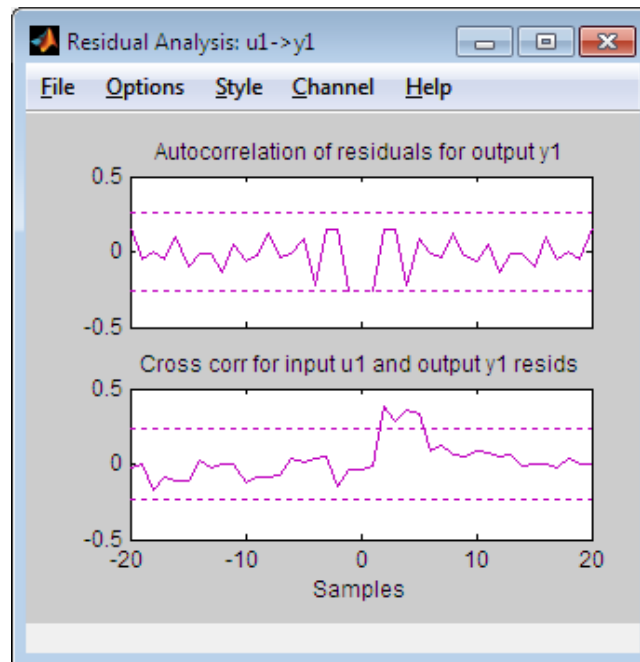 Residual Analysis: u1->y1
File Options Style Channel Help
Autocorrelation of residuals for output y1
0.5
0
-0.5
Cross corr for input u1 and output y1 resids
0.5
0
-0.5
-20 -10 0 10 20
Samples